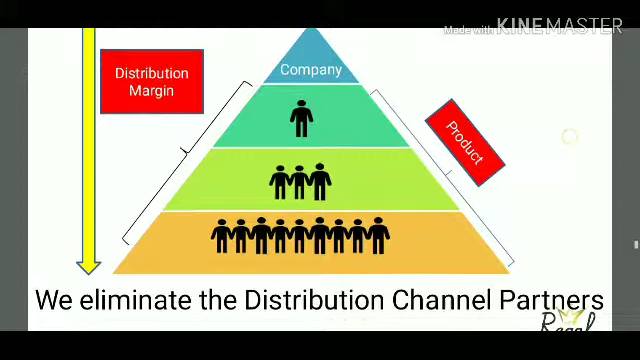 Made with KINEMASTER
Company
Distribution
Margin
Product
We eliminate the Distribution Channel Partners